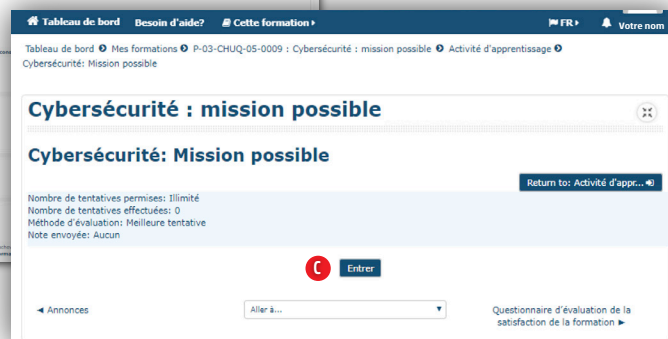 Tableau de bord Besoin d'aide? Cette formation FR Votre nom
Tableau de bord Mes formations P-03-CHUQ-05-0009 : Cybersécurité : mission possible Activité d'apprentissage
Cybersécurité: Mission possible
Cybersécurité : mission possible
Cybersécurité: Mission possible
Return to: Activité d'appr...
Nombre de tentatives permises: Illimité
Nombre de tentatives effectuées: 0
Méthode d'évaluation: Meilleure tentative
Note envoyée: Aucun
C Entrer
◄ Annonces Aller à... Questionnaire d'évaluation de la
satisfaction de la formation ►